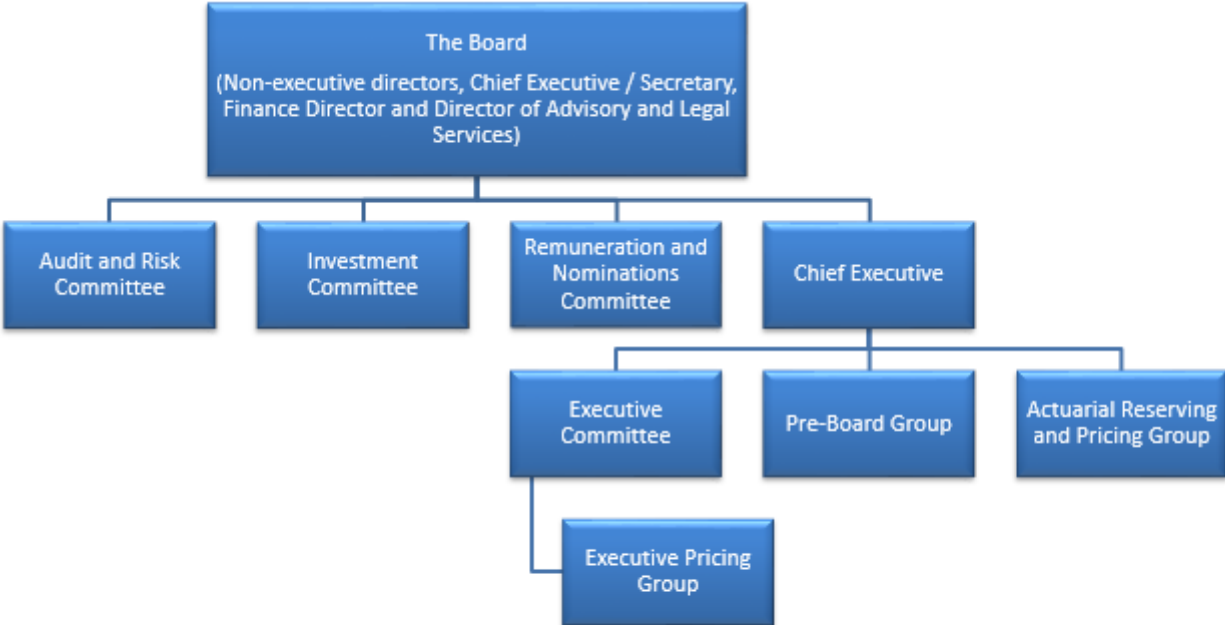 The Board
(Non-executive directors, Chief Executive / Secretary,
Finance Director and Director of Advisory and Legal
Services)
Audit and Risk
Committee
Investment
Committee
Remuneration and
Nominations
Committee
Chief Executive
Executive
Committee
Pre-Board Group
Actuarial Reserving
and Pricing Group
Executive Pricing
Group